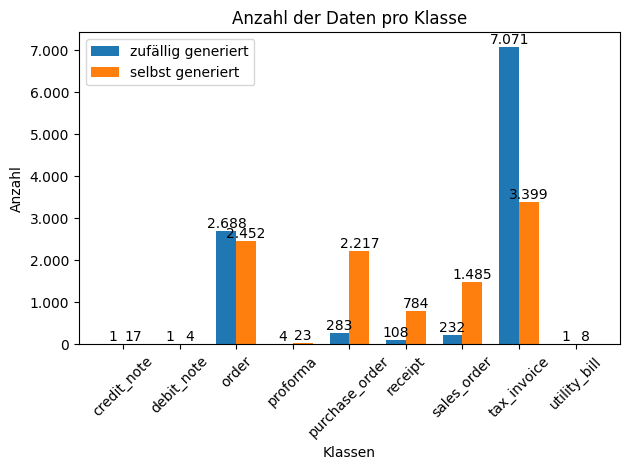 Anzahl der Daten pro Klasse
zufällig generiert
selbst generiert
7.000
6.000
5.000
4.000
3.000
2.000
1.000
0
Anzahl
1 17
1 4
2.688 2.452
4 23
283 2.217
108 784
232 1.485
7.071 3.399
1 8
credit_note
debit_note
order
proforma
purchase_order
receipt
sales_order
tax_invoice
utility_bill
Klassen